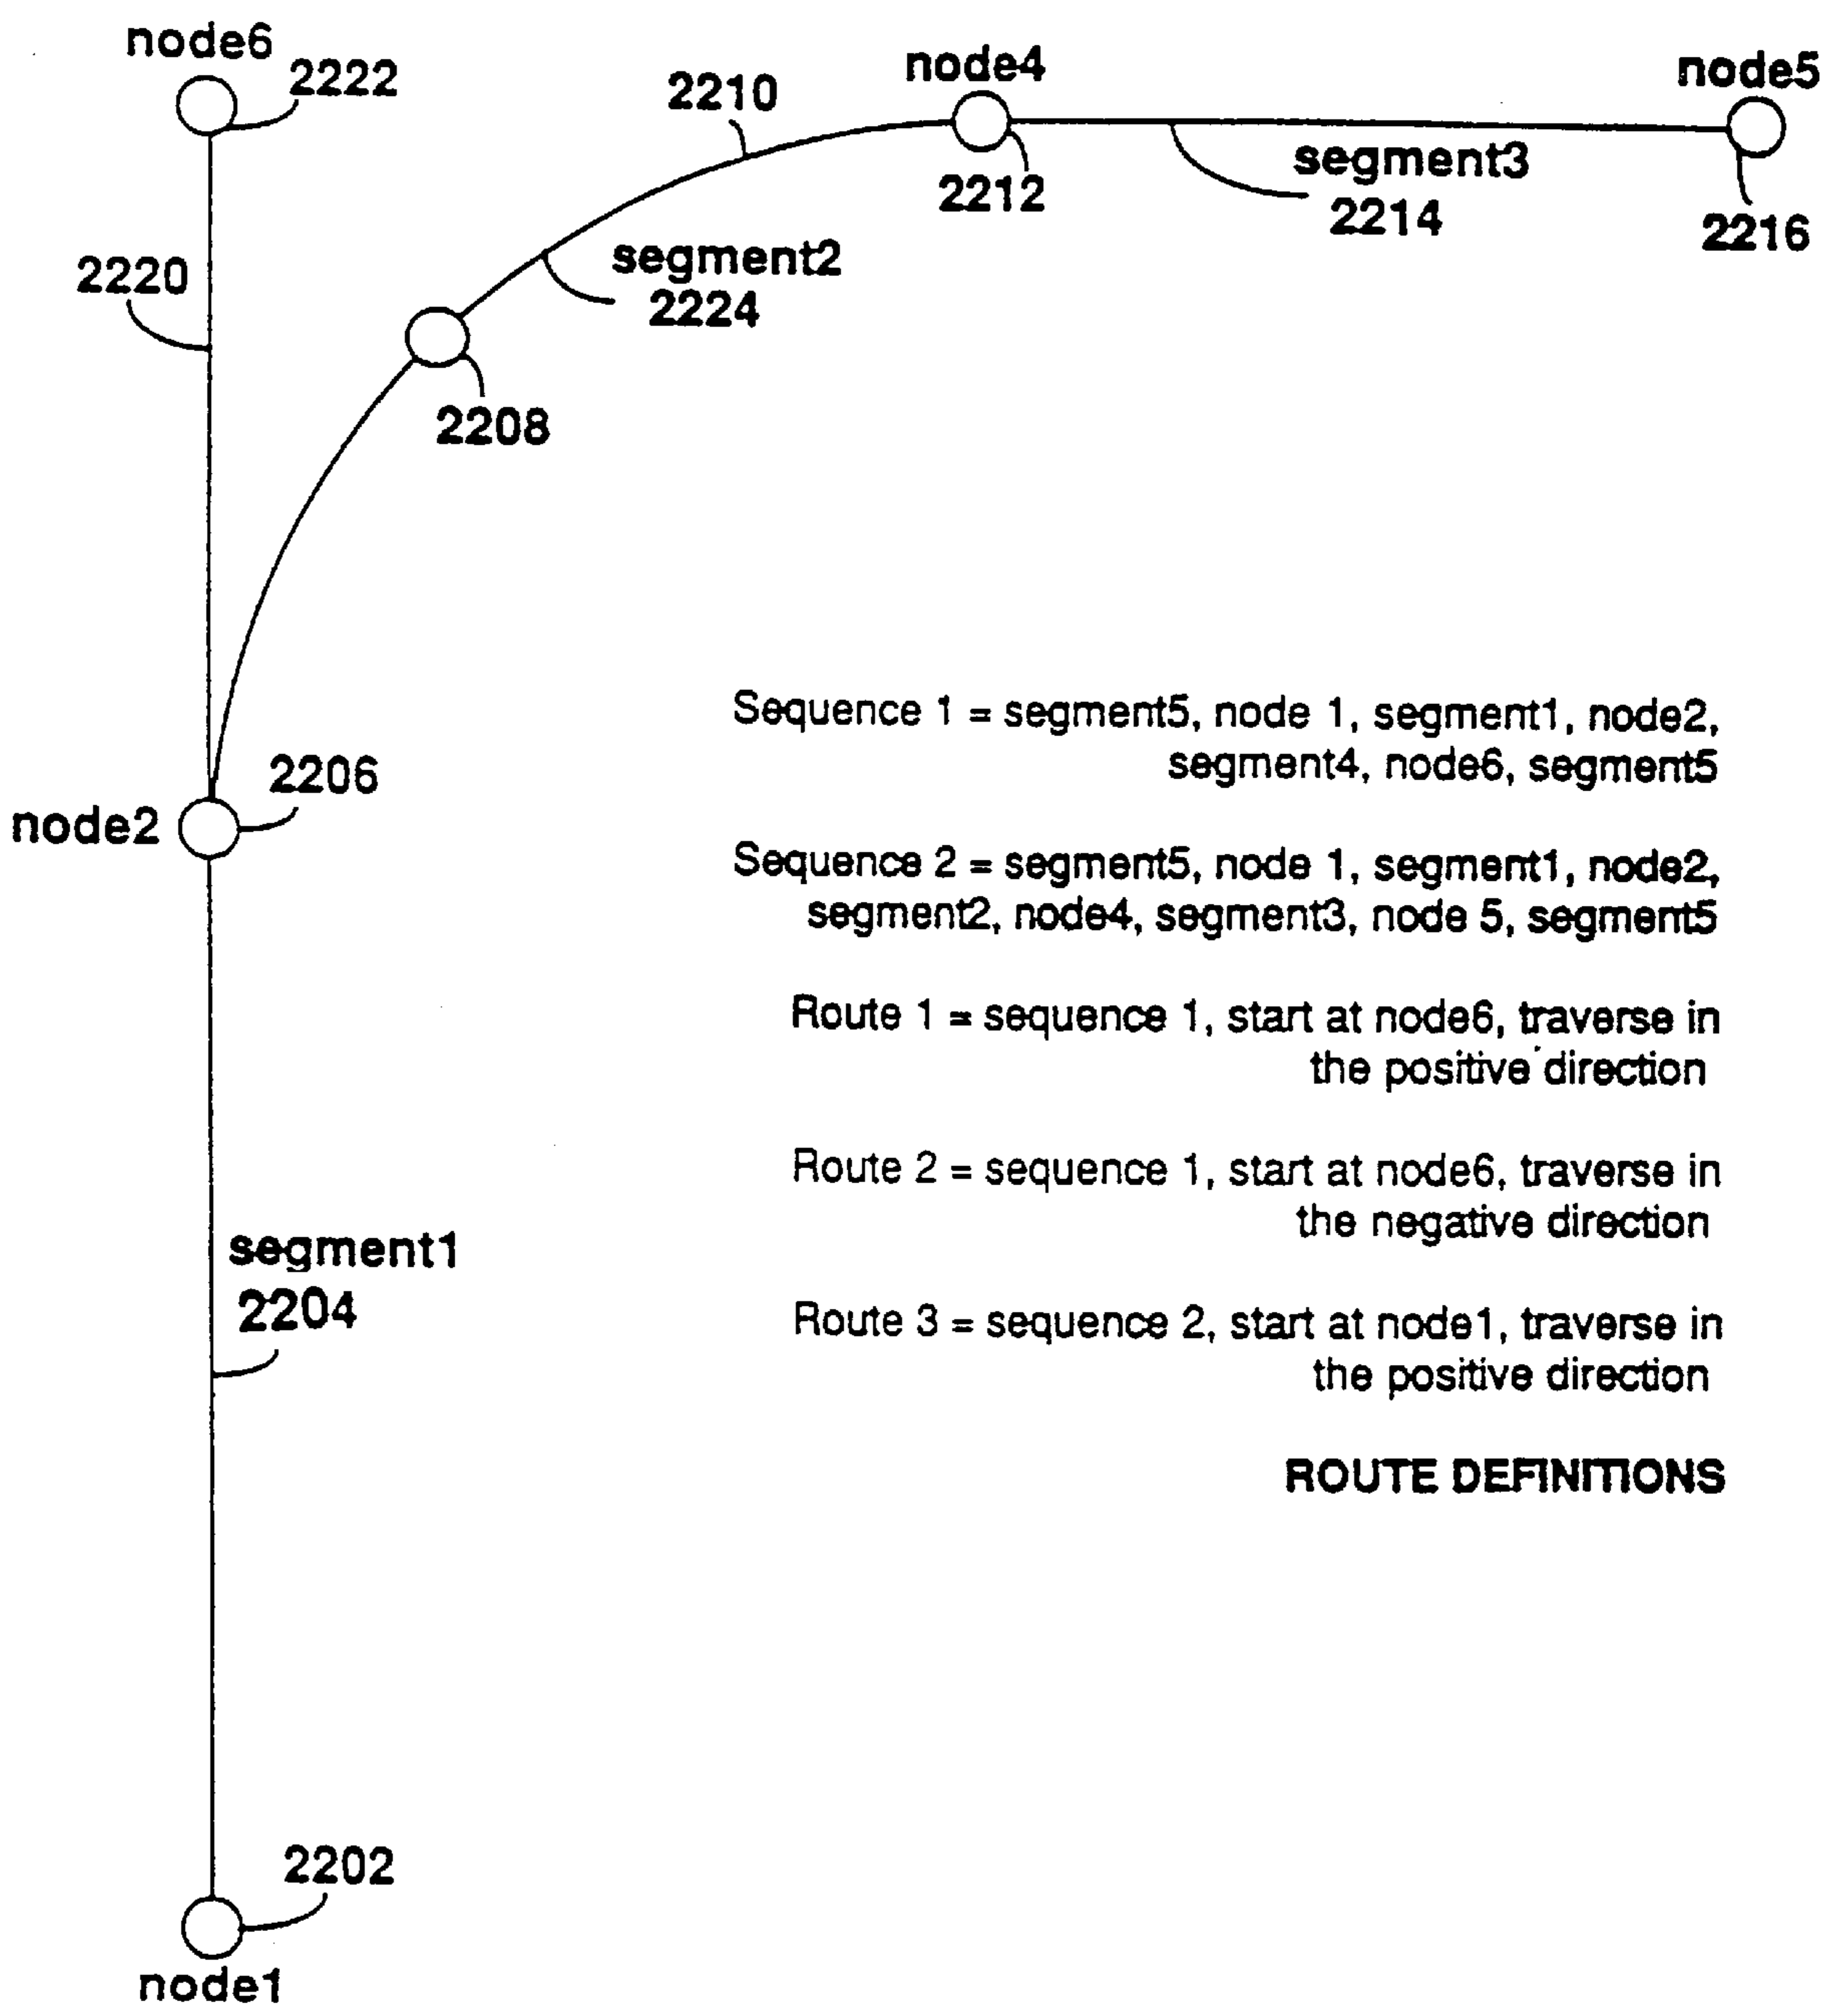 node6
2222
2210
node4
node5
segment3
2214
2212
2216
2220
segment2
2224
2208
Sequence 1 = segment5, node 1, segment1, node2,
segment4, node6, segment5
2206
node2
Sequence 2 = segment5, node 1, segment1, node2,
segment2, node4, segment3, node 5, segment5
Route 1 = sequence 1, start at node6, traverse in
the positive direction
Route 2 = sequence 1, start at node6, traverse in
the negative direction
segment1
2204
Route 3 = sequence 2, start at node1, traverse in
the positive direction
ROUTE DEFINITIONS
2202
node1